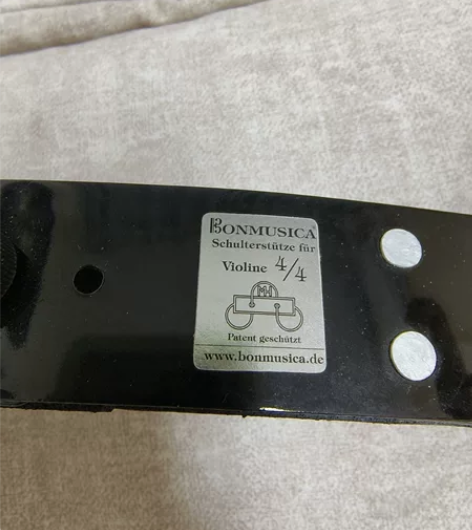 BONMUSICA
Schulterstütze für
Violine 4/4
Patent geschützt
www.bonmusica.de